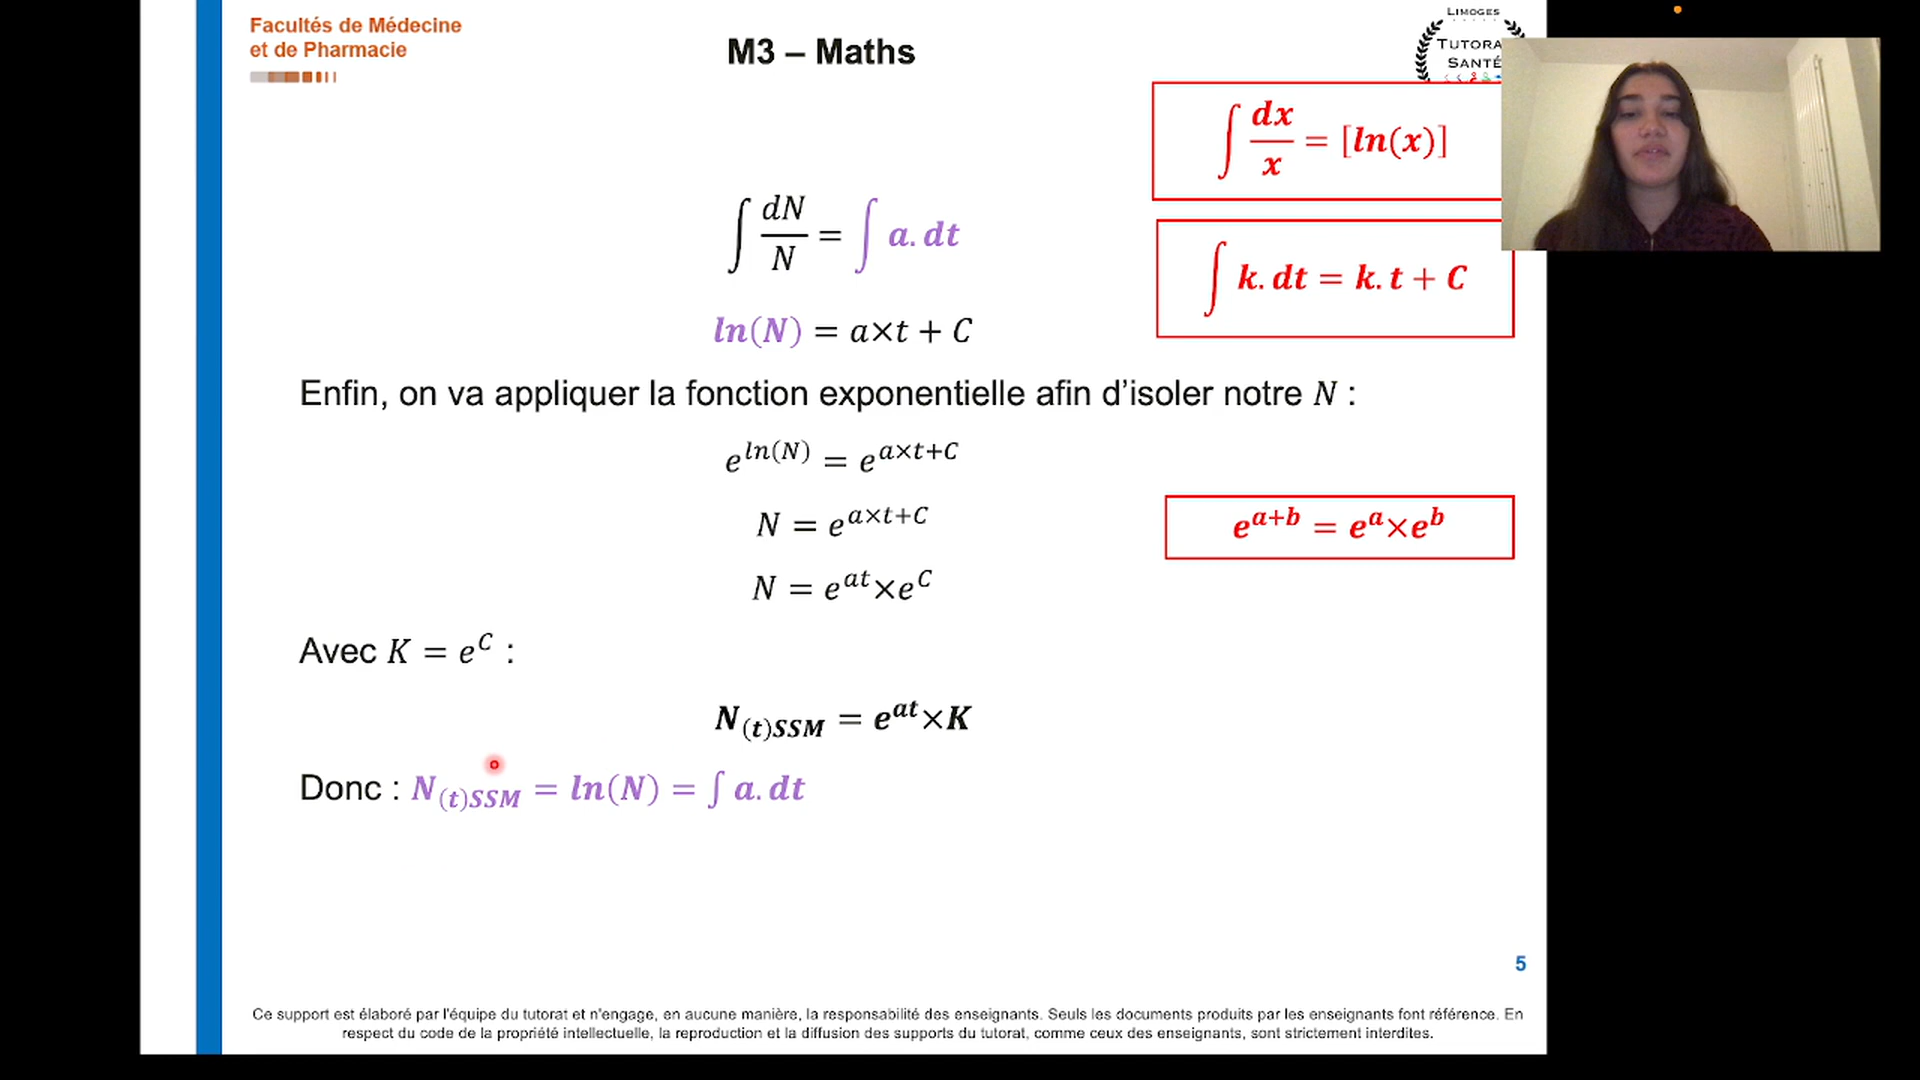 Facultés de Médecine
et de Pharmacie
M3 – Maths
LIMOGES
TUTORA
SANTÉ
∫ dx/x = [ln(x)]
∫ dN/N = ∫ a. dt
∫ k. dt = k. t + C
ln(N) = a×t + C
Enfin, on va appliquer la fonction exponentielle afin d'isoler notre N :
e^{ln(N)} = e^{a×t+C}
N = e^{a×t+C}
e^{a+b} = e^a×e^b
N = e^{at}×e^C
Avec K = e^C :
N_{(t)SSM} = e^{at}×K
Donc : N_{(t)SSM} = ln(N) = ∫ a. dt
5
Ce support est élaboré par l'équipe du tutorat et n'engage, en aucune manière, la responsabilité des enseignants. Seuls les documents produits par les enseignants font référence. En
respect du code de la propriété intellectuelle, la reproduction et la diffusion des supports du tutorat, comme ceux des enseignants, sont strictement interdites.